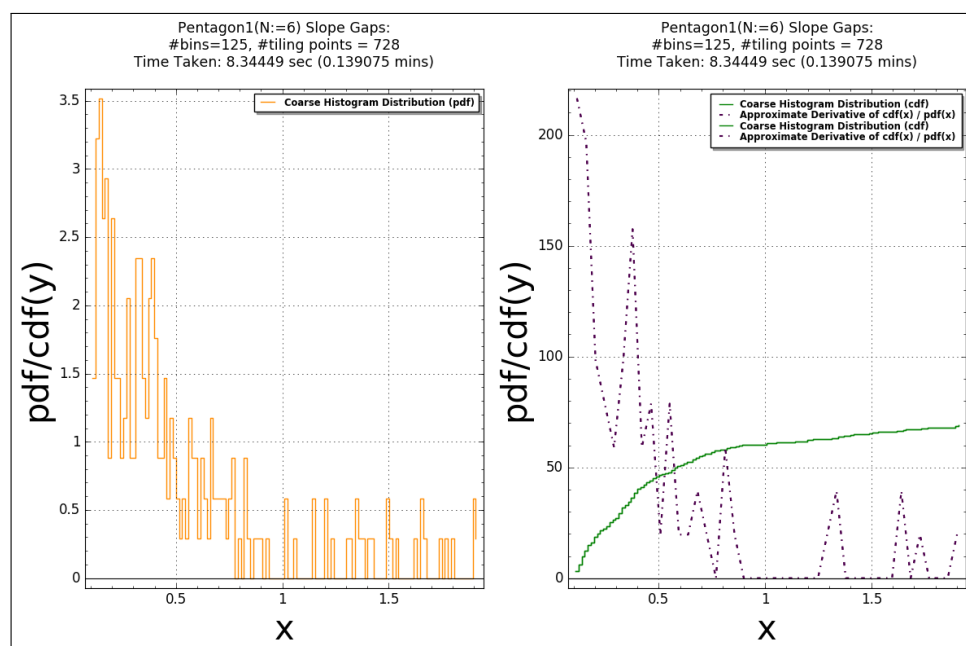 Pentagon1(N:=6) Slope Gaps:
#bins=125, #tiling points = 728
Time Taken: 8.34449 sec (0.139075 mins)
Coarse Histogram Distribution (pdf)
3.5
3
2.5
2
1.5
1
0.5
0
0.5
1
1.5
pdf/cdf(y)
x
Pentagon1(N:=6) Slope Gaps:
#bins=125, #tiling points = 728
Time Taken: 8.34449 sec (0.139075 mins)
Coarse Histogram Distribution (cdf)
Approximate Derivative of cdf(x) / pdf(x)
Coarse Histogram Distribution (cdf)
Approximate Derivative of cdf(x) / pdf(x)
200
150
100
50
0
0.5
1
1.5
pdf/cdf(y)
x